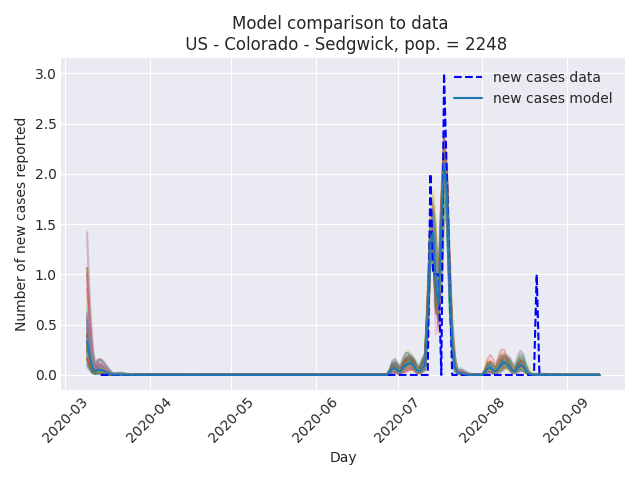 Model comparison to data
US - Colorado - Sedgwick, pop. = 2248
new cases data
new cases model
Number of new cases reported
3.0
2.5
2.0
1.5
1.0
0.5
0.0
2020-03
2020-04
2020-05
2020-06
2020-07
2020-08
2020-09
Day